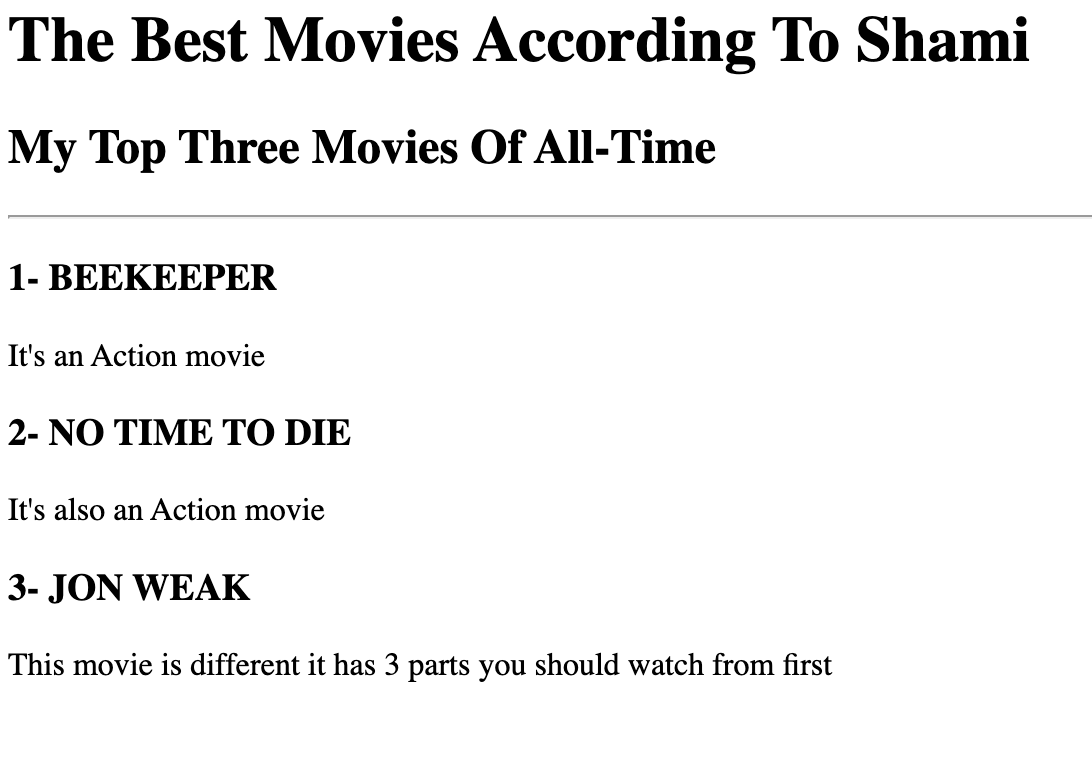 The Best Movies According To Shami
My Top Three Movies Of All-Time
1- BEEKEEPER
It's an Action movie
2- NO TIME TO DIE
It's also an Action movie
3- JON WEAK
This movie is different it has 3 parts you should watch from first